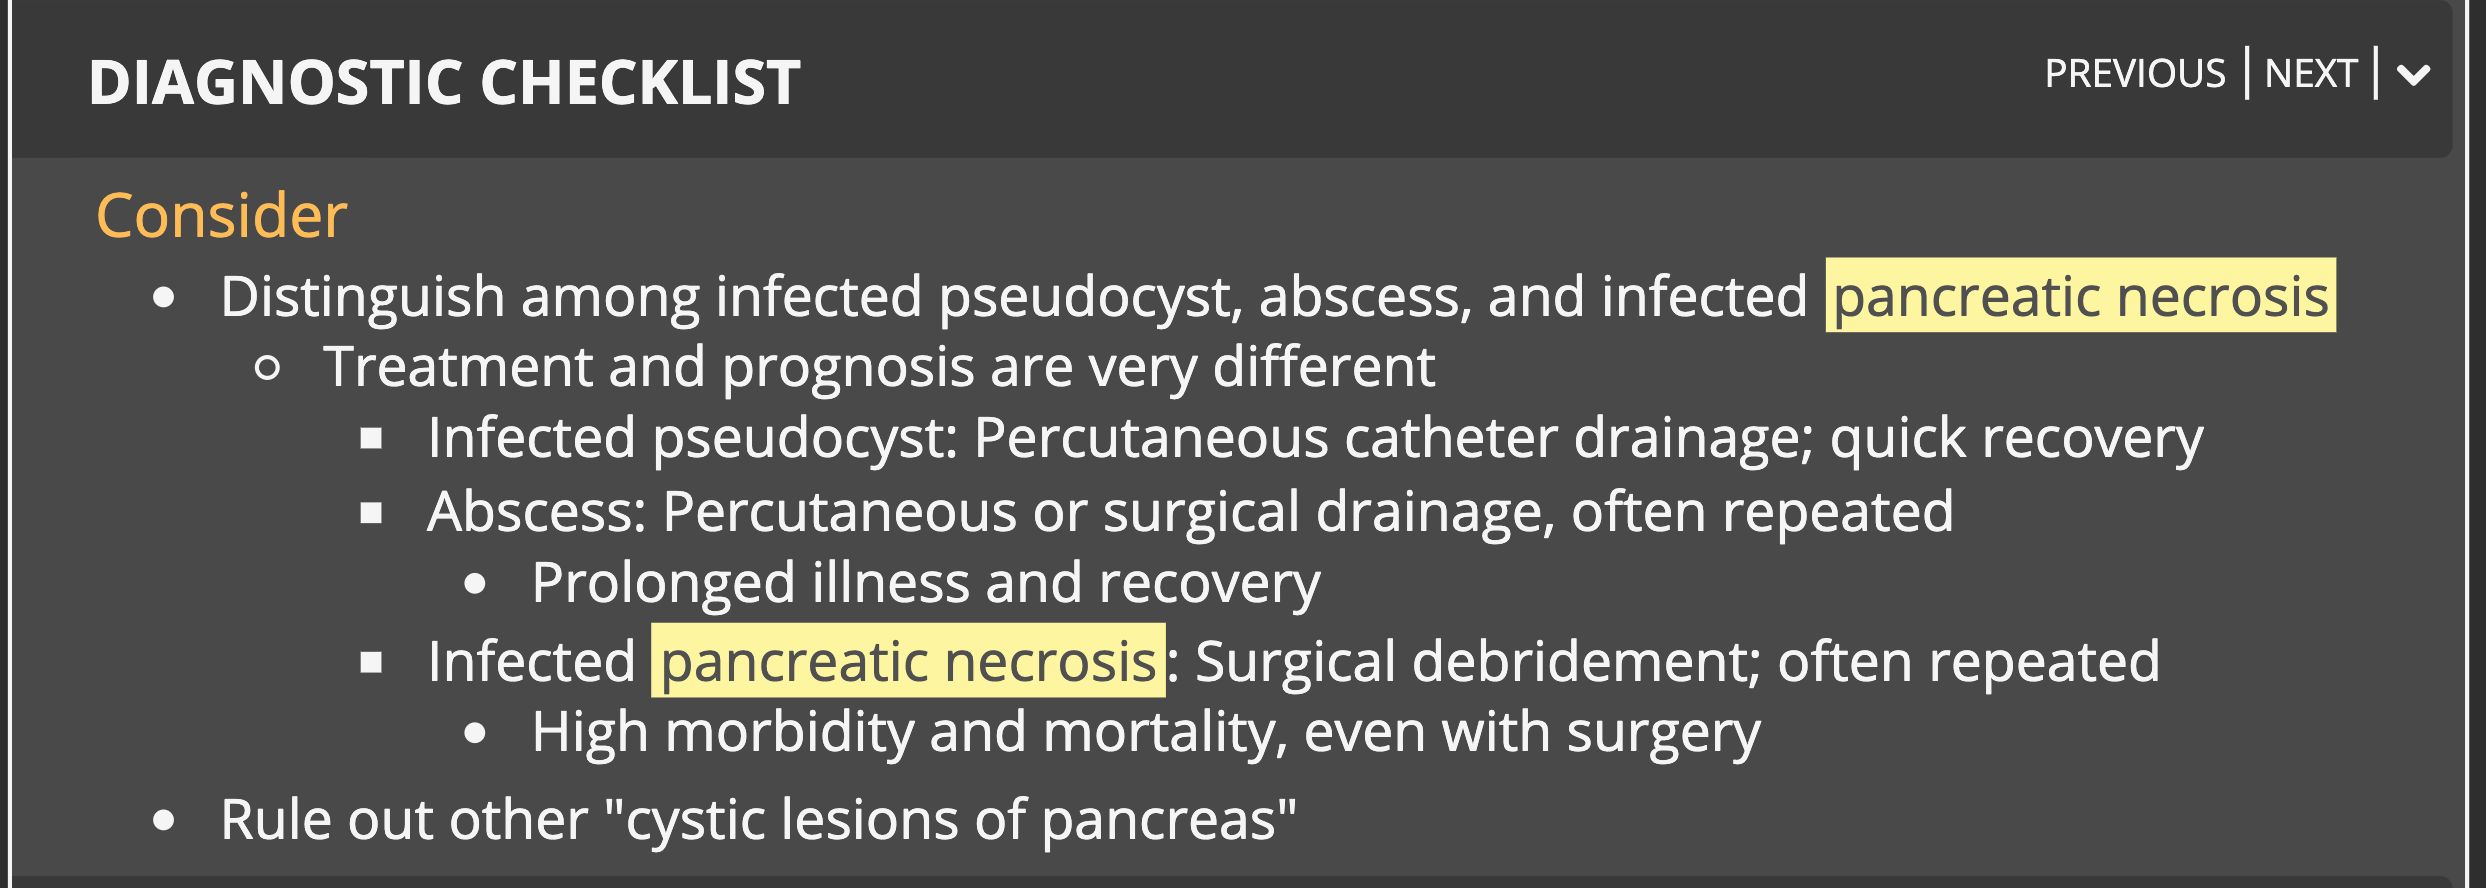 DIAGNOSTIC CHECKLIST
PREVIOUS | NEXT |
Consider
• Distinguish among infected pseudocyst, abscess, and infected pancreatic necrosis
○ Treatment and prognosis are very different
▪ Infected pseudocyst: Percutaneous catheter drainage; quick recovery
▪ Abscess: Percutaneous or surgical drainage, often repeated
• Prolonged illness and recovery
▪ Infected pancreatic necrosis: Surgical debridement; often repeated
• High morbidity and mortality, even with surgery
• Rule out other "cystic lesions of pancreas"